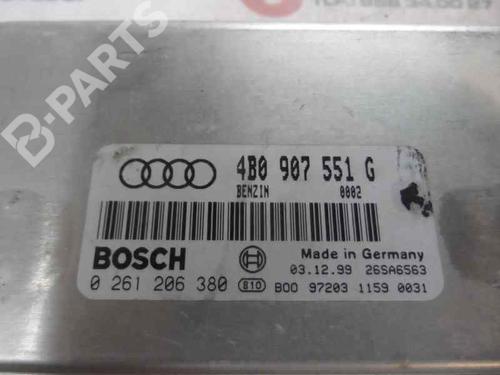 B-PARTS
4B0 907 551 G
BENZIN 0002
BOSCH
Made in Germany
03.12.99 26SA6563
0 261 206 380 810 B00 97203 1159 0031